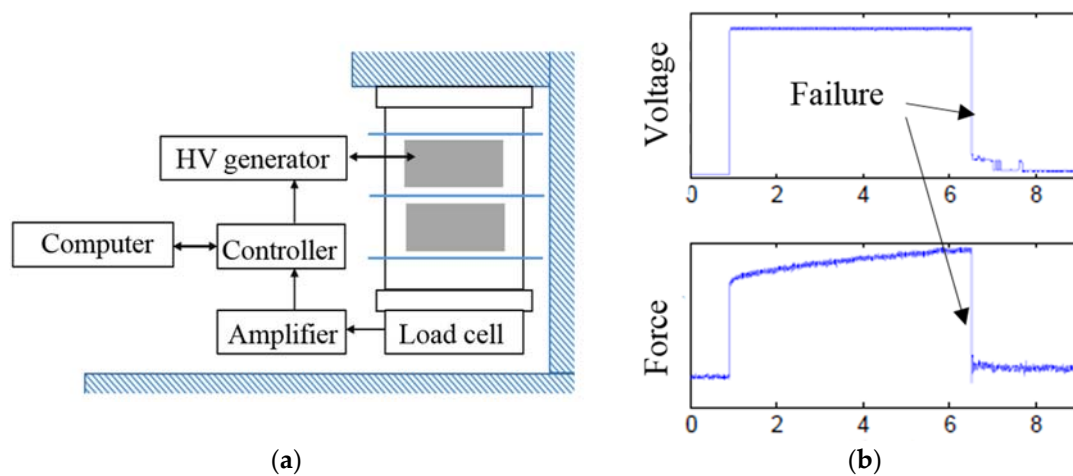 HV generator
Computer
Controller
Amplifier
Load cell
(a)
Voltage
Failure
0 2 4 6 8
Force
0 2 4 6 8
(b)